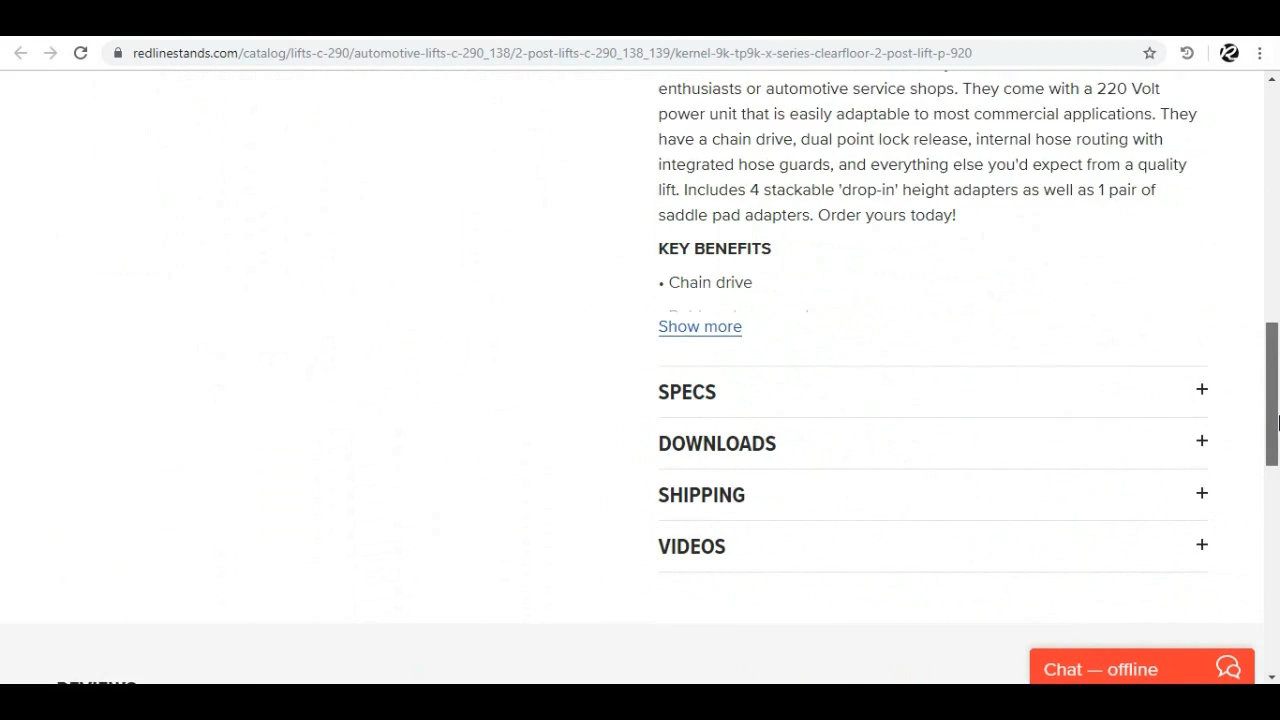 redlinestands.com/catalog/lifts-c-290/automotive-lifts-c-290_138/2-post-lifts-c-290_138_139/kernel-9k-tp9k-x-series-clearfloor-2-post-lift-p-920
enthusiasts or automotive service shops. They come with a 220 Volt
power unit that is easily adaptable to most commercial applications. They
have a chain drive, dual point lock release, internal hose routing with
integrated hose guards, and everything else you'd expect from a quality
lift. Includes 4 stackable 'drop-in' height adapters as well as 1 pair of
saddle pad adapters. Order yours today!
KEY BENEFITS
• Chain drive
Show more
SPECS +
DOWNLOADS +
SHIPPING +
VIDEOS +
REVIEWS
Chat — offline